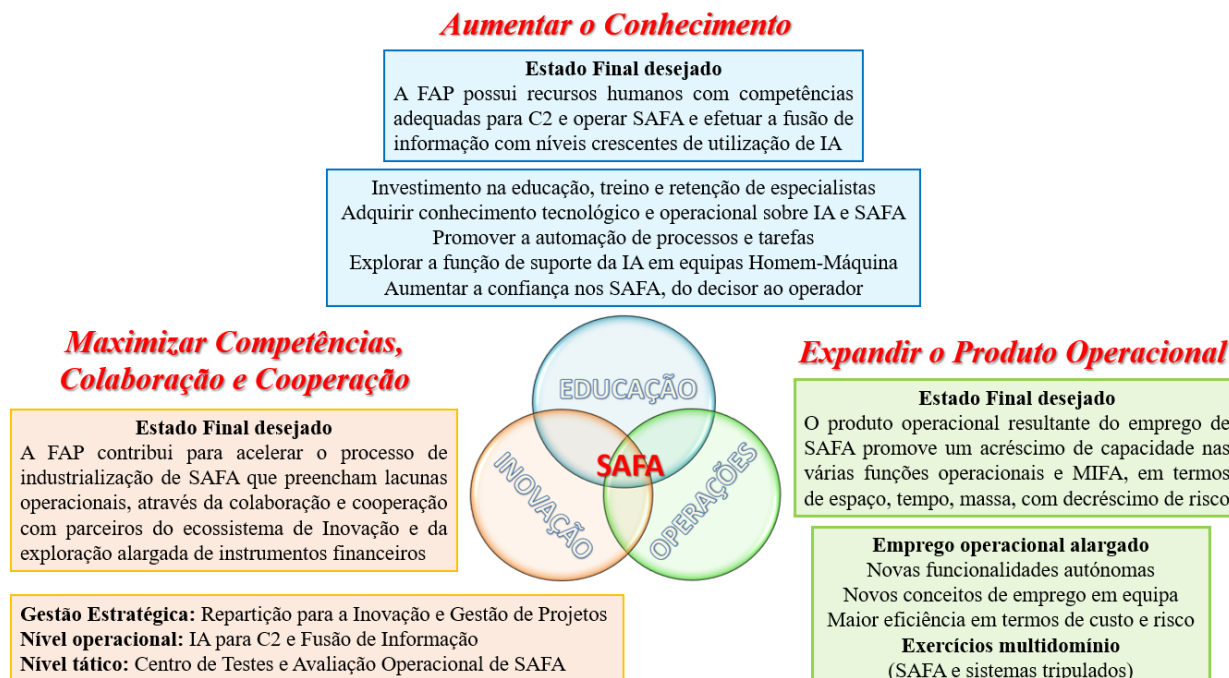 Aumentar o Conhecimento
Estado Final desejado
A FAP possui recursos humanos com competências
adequadas para C2 e operar SAFA e efetuar a fusão de
informação com níveis crescentes de utilização de IA
Investimento na educação, treino e retenção de especialistas
Adquirir conhecimento tecnológico e operacional sobre IA e SAFA
Promover a automação de processos e tarefas
Explorar a função de suporte da IA em equipas Homem-Máquina
Aumentar a confiança nos SAFA, do decisor ao operador
Maximizar Competências,
Colaboração e Cooperação
Estado Final desejado
A FAP contribui para acelerar o processo de
industrialização de SAFA que preencham lacunas
operacionais, através da colaboração e cooperação
com parceiros do ecossistema de Inovação e da
exploração alargada de instrumentos financeiros
Gestão Estratégica: Repartição para a Inovação e Gestão de Projetos
Nível operacional: IA para C2 e Fusão de Informação
Nível tático: Centro de Testes e Avaliação Operacional de SAFA
EDUCAÇÃO
SAFA
INOVAÇÃO
OPERAÇÕES
Expandir o Produto Operacional
Estado Final desejado
O produto operacional resultante do emprego de
SAFA promove um acréscimo de capacidade nas
várias funções operacionais e MIFA, em termos
de espaço, tempo, massa, com decréscimo de risco
Emprego operacional alargado
Novas funcionalidades autónomas
Novos conceitos de emprego em equipa
Maior eficiência em termos de custo e risco
Exercícios multidomínio
(SAFA e sistemas tripulados)